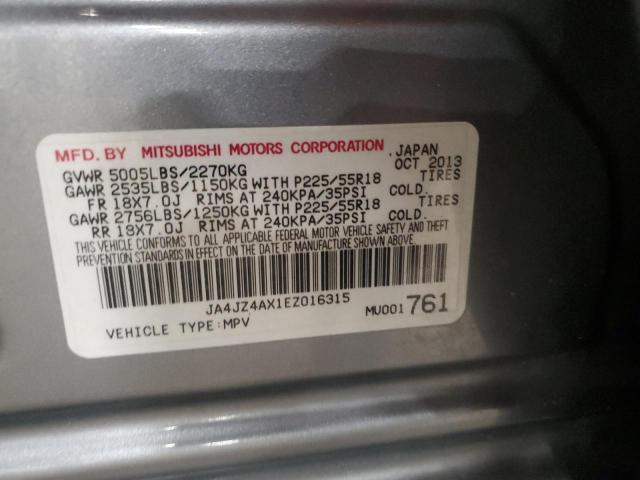 MFD. BY MITSUBISHI MOTORS CORPORATION , JAPAN
GVWR 5005LBS/2270KG OCT 2013
GAWR 2535LBS/1150KG WITH P225/55R18 TIRES
FR 18X7.0J RIMS AT 240KPA/35PSI COLD.
GAWR 2756LBS/1250KG WITH P225/55R18 TIRES
RR 18X7.0J RIMS AT 240KPA/35PSI COLD.
THIS VEHICLE CONFORMS TO ALL APPLICABLE FEDERAL MOTOR VEHICLE SAFETY AND THEFT
PREVENTION STANDARDS IN EFFECT ON THE DATE OF MANUFACTURE SHOWN ABOVE.
JA4JZ4AX1EZ016315
VEHICLE TYPE:MPV MU001 761